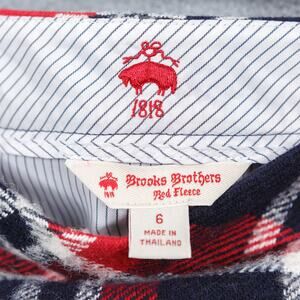 1818
Brooks Brothers
Red Fleece
6
MADE IN
THAILAND